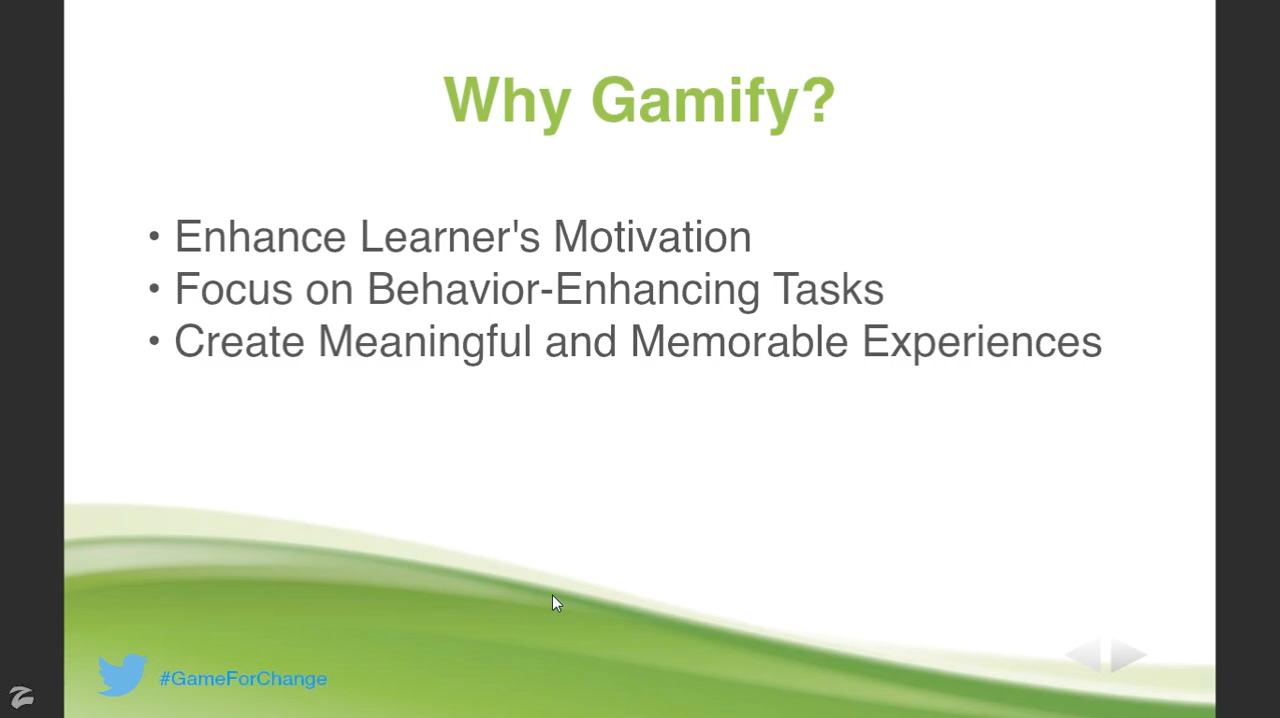 Why Gamify?
• Enhance Learner's Motivation
• Focus on Behavior-Enhancing Tasks
• Create Meaningful and Memorable Experiences
#GameForChange